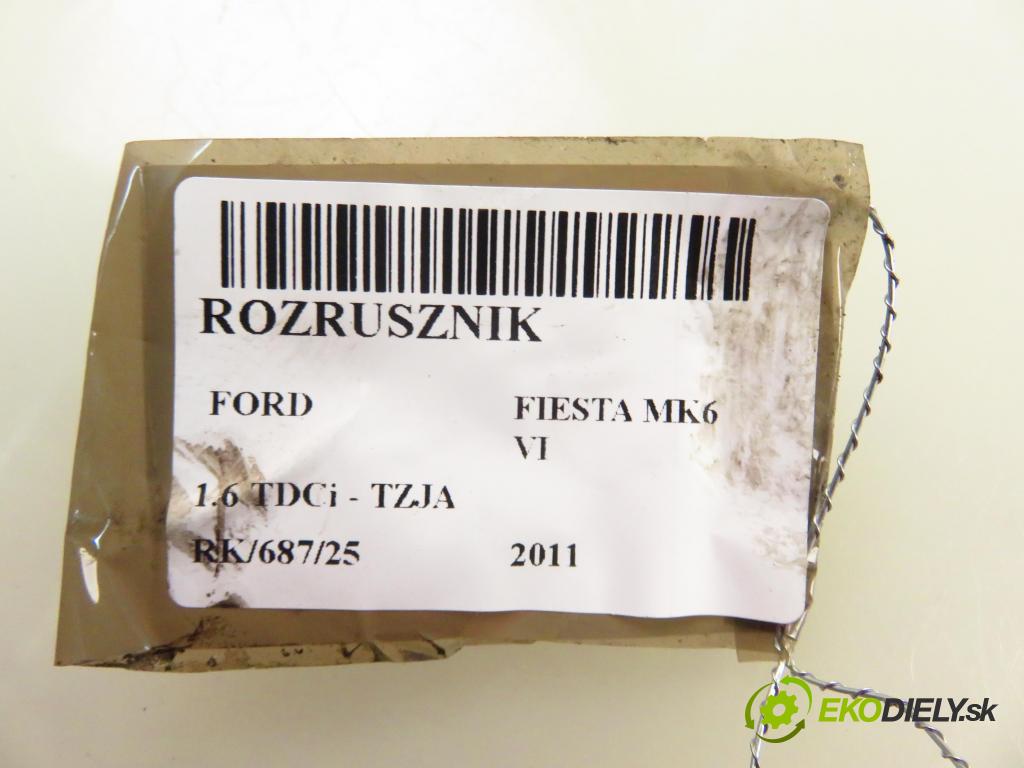 ROZRUSZNIK
FORD FIESTA MK6
VI
1.6 TDCi - TZJA
RK/687/25 2011
EKODIELY.sk